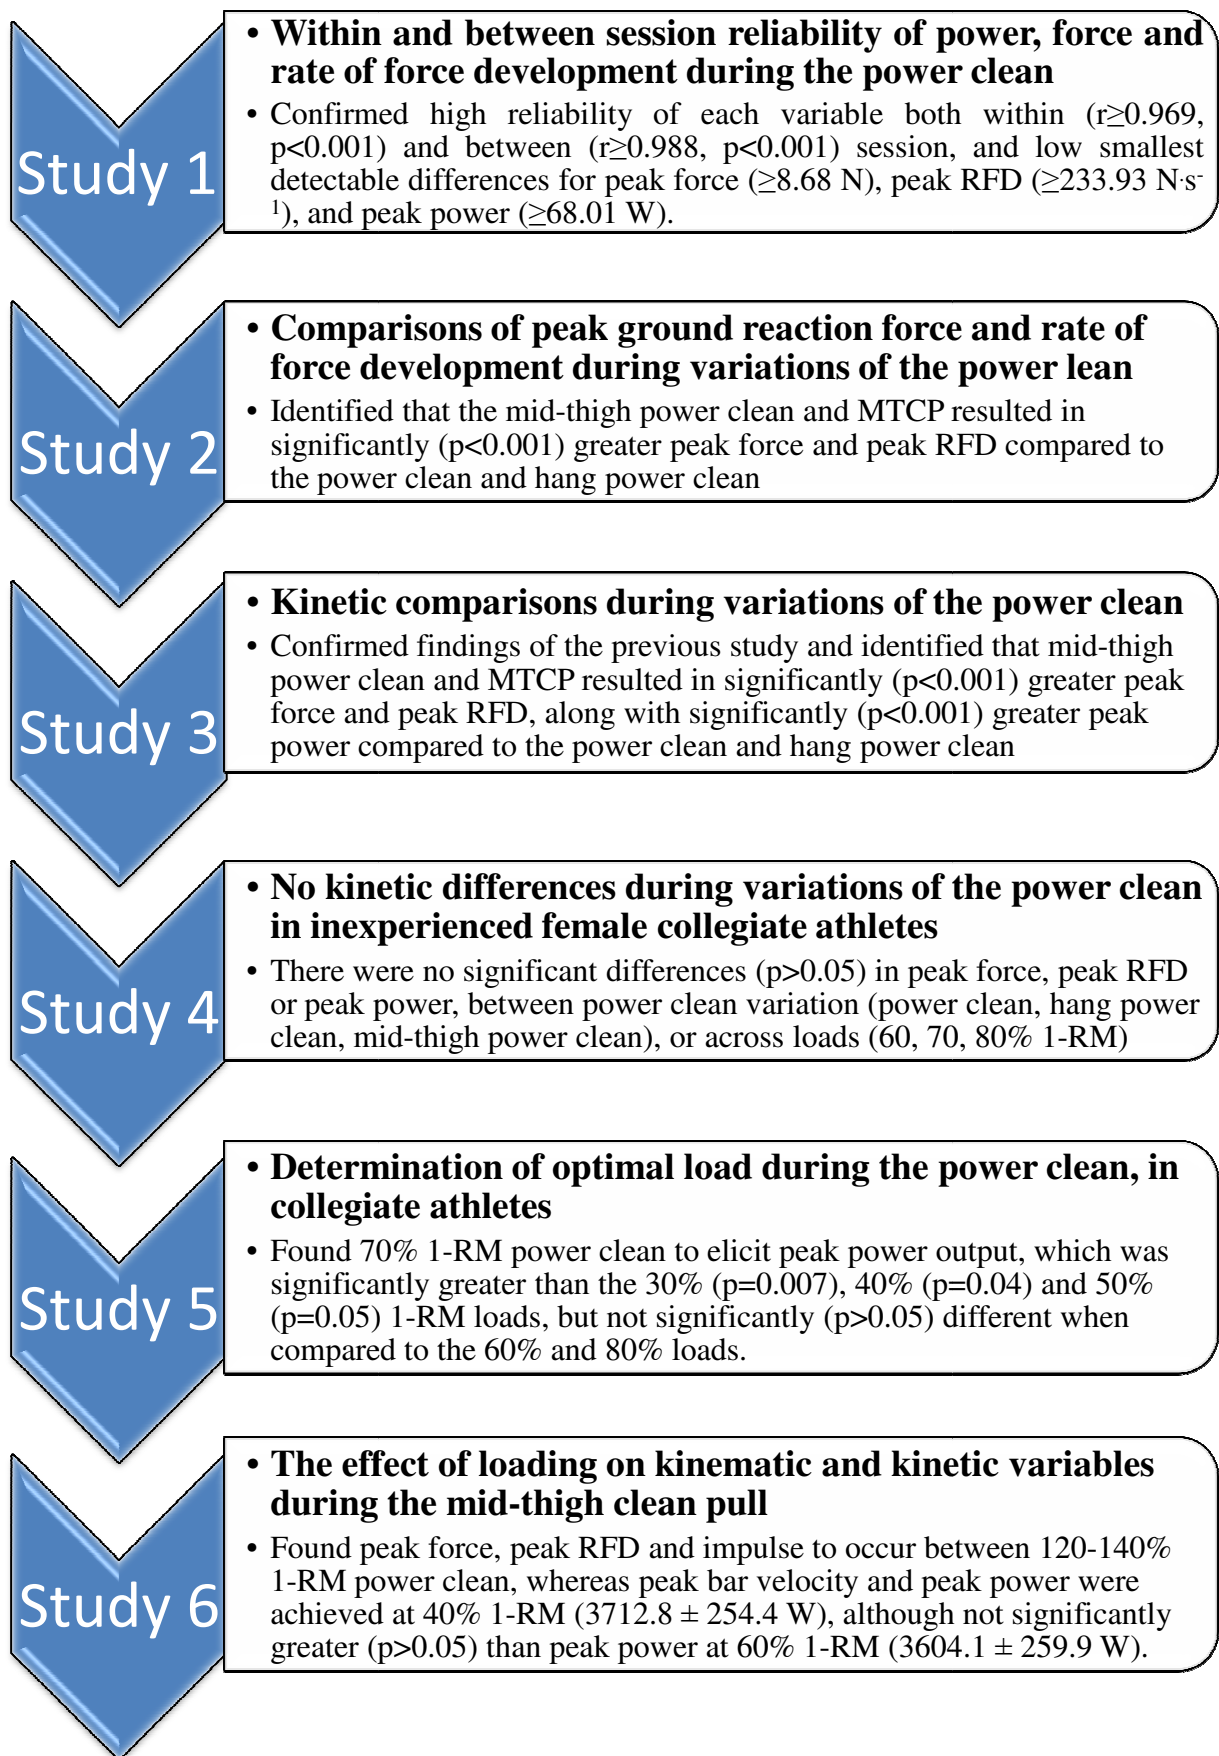 Study 1
• Within and between session reliability of power, force and
rate of force development during the power clean
• Confirmed high reliability of each variable both within (r≥0.969,
p<0.001) and between (r≥0.988, p<0.001) session, and low smallest
detectable differences for peak force (≥8.68 N), peak RFD (≥233.93 N·s-
1), and peak power (≥68.01 W).
Study 2
• Comparisons of peak ground reaction force and rate of
force development during variations of the power lean
• Identified that the mid-thigh power clean and MTCP resulted in
significantly (p<0.001) greater peak force and peak RFD compared to
the power clean and hang power clean
Study 3
• Kinetic comparisons during variations of the power clean
• Confirmed findings of the previous study and identified that mid-thigh
power clean and MTCP resulted in significantly (p<0.001) greater peak
force and peak RFD, along with significantly (p<0.001) greater peak
power compared to the power clean and hang power clean
Study 4
• No kinetic differences during variations of the power clean
in inexperienced female collegiate athletes
• There were no significant differences (p>0.05) in peak force, peak RFD
or peak power, between power clean variation (power clean, hang power
clean, mid-thigh power clean), or across loads (60, 70, 80% 1-RM)
Study 5
• Determination of optimal load during the power clean, in
collegiate athletes
• Found 70% 1-RM power clean to elicit peak power output, which was
significantly greater than the 30% (p=0.007), 40% (p=0.04) and 50%
(p=0.05) 1-RM loads, but not significantly (p>0.05) different when
compared to the 60% and 80% loads.
Study 6
• The effect of loading on kinematic and kinetic variables
during the mid-thigh clean pull
• Found peak force, peak RFD and impulse to occur between 120-140%
1-RM power clean, whereas peak bar velocity and peak power were
achieved at 40% 1-RM (3712.8 ± 254.4 W), although not significantly
greater (p>0.05) than peak power at 60% 1-RM (3604.1 ± 259.9 W).